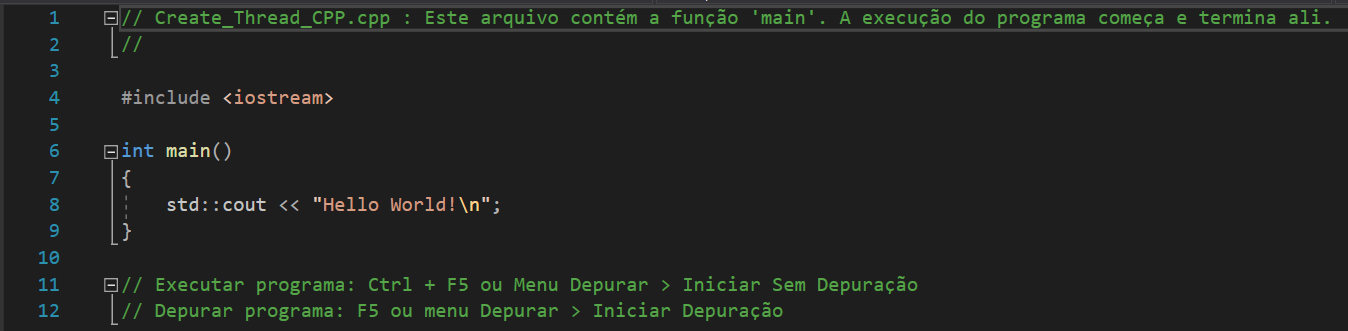 1 // Create_Thread_CPP.cpp : Este arquivo contém a função 'main'. A execução do programa começa e termina ali.
2 //
3
4 #include <iostream>
5
6 int main()
7 {
8     std::cout << "Hello World!\n";
9 }
10
11 // Executar programa: Ctrl + F5 ou Menu Depurar > Iniciar Sem Depuração
12 // Depurar programa: F5 ou menu Depurar > Iniciar Depuração